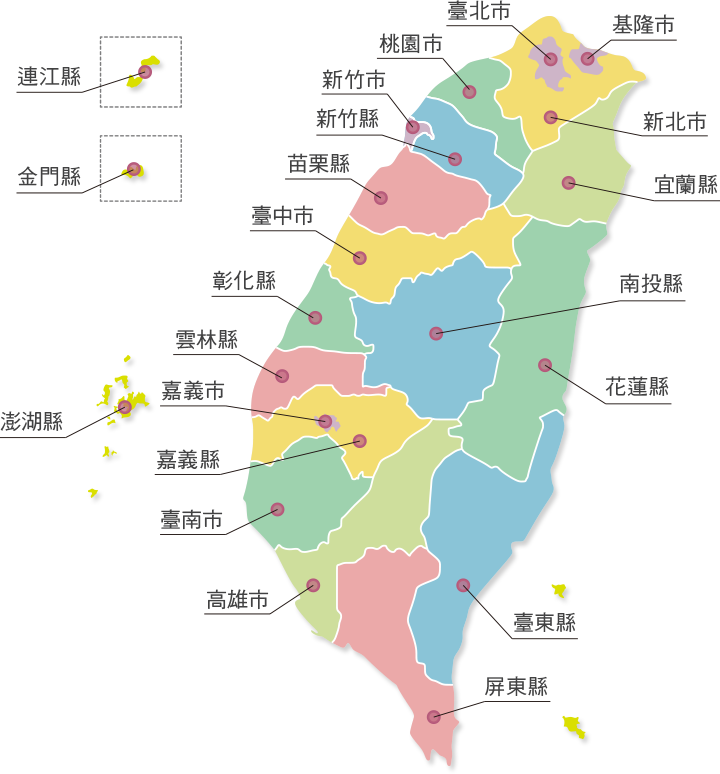 臺北市
基隆市
桃園市
連江縣
新竹市
新竹縣
新北市
苗栗縣
金門縣
宜蘭縣
臺中市
彰化縣
南投縣
雲林縣
嘉義市
花蓮縣
澎湖縣
嘉義縣
臺南市
高雄市
臺東縣
屏東縣